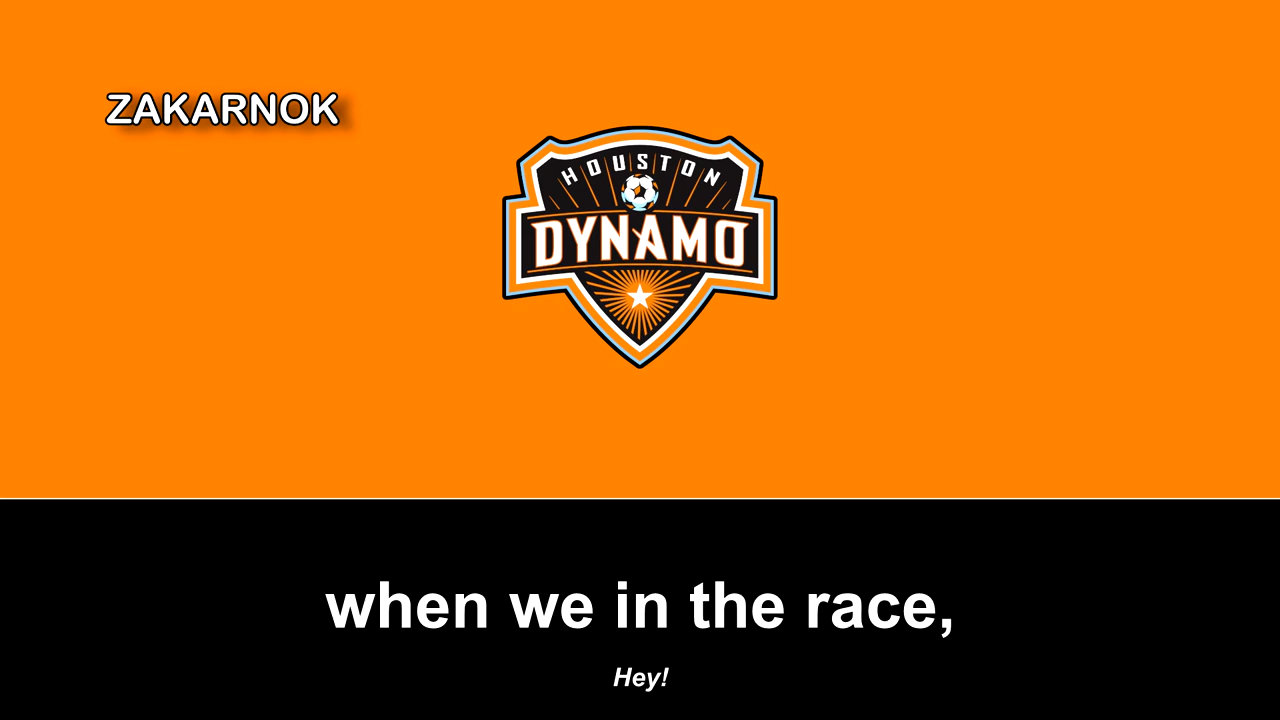 ZAKARNOK
HOUSTON
DYNAMO
when we in the race,
Hey!